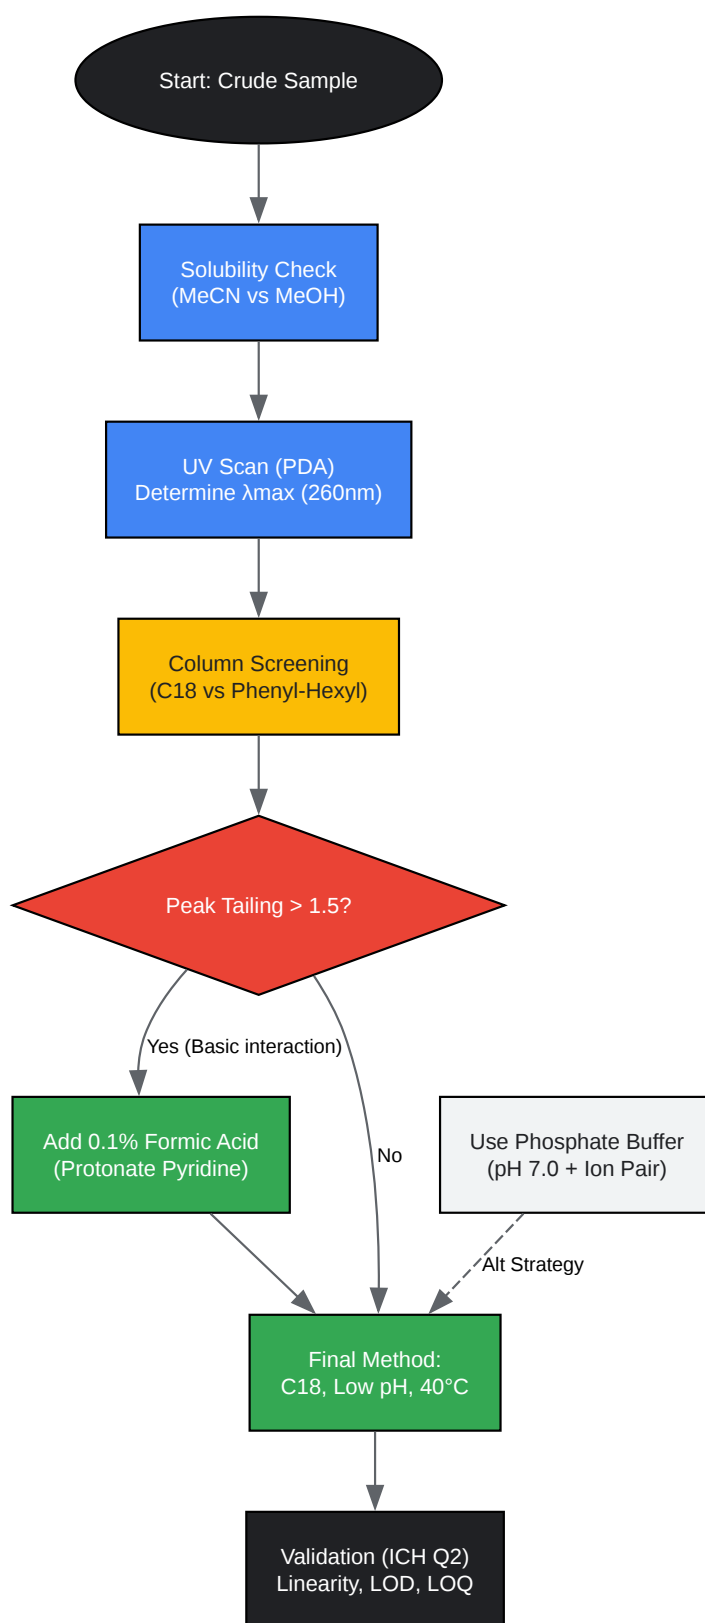 Start: Crude Sample
Solubility Check
(MeCN vs MeOH)
UV Scan (PDA)
Determine λmax (260nm)
Column Screening
(C18 vs Phenyl-Hexyl)
Peak Tailing > 1.5?
Yes (Basic interaction)
No
Add 0.1% Formic Acid
(Protonate Pyridine)
Use Phosphate Buffer
(pH 7.0 + Ion Pair)
Alt Strategy
Final Method:
C18, Low pH, 40°C
Validation (ICH Q2)
Linearity, LOD, LOQ